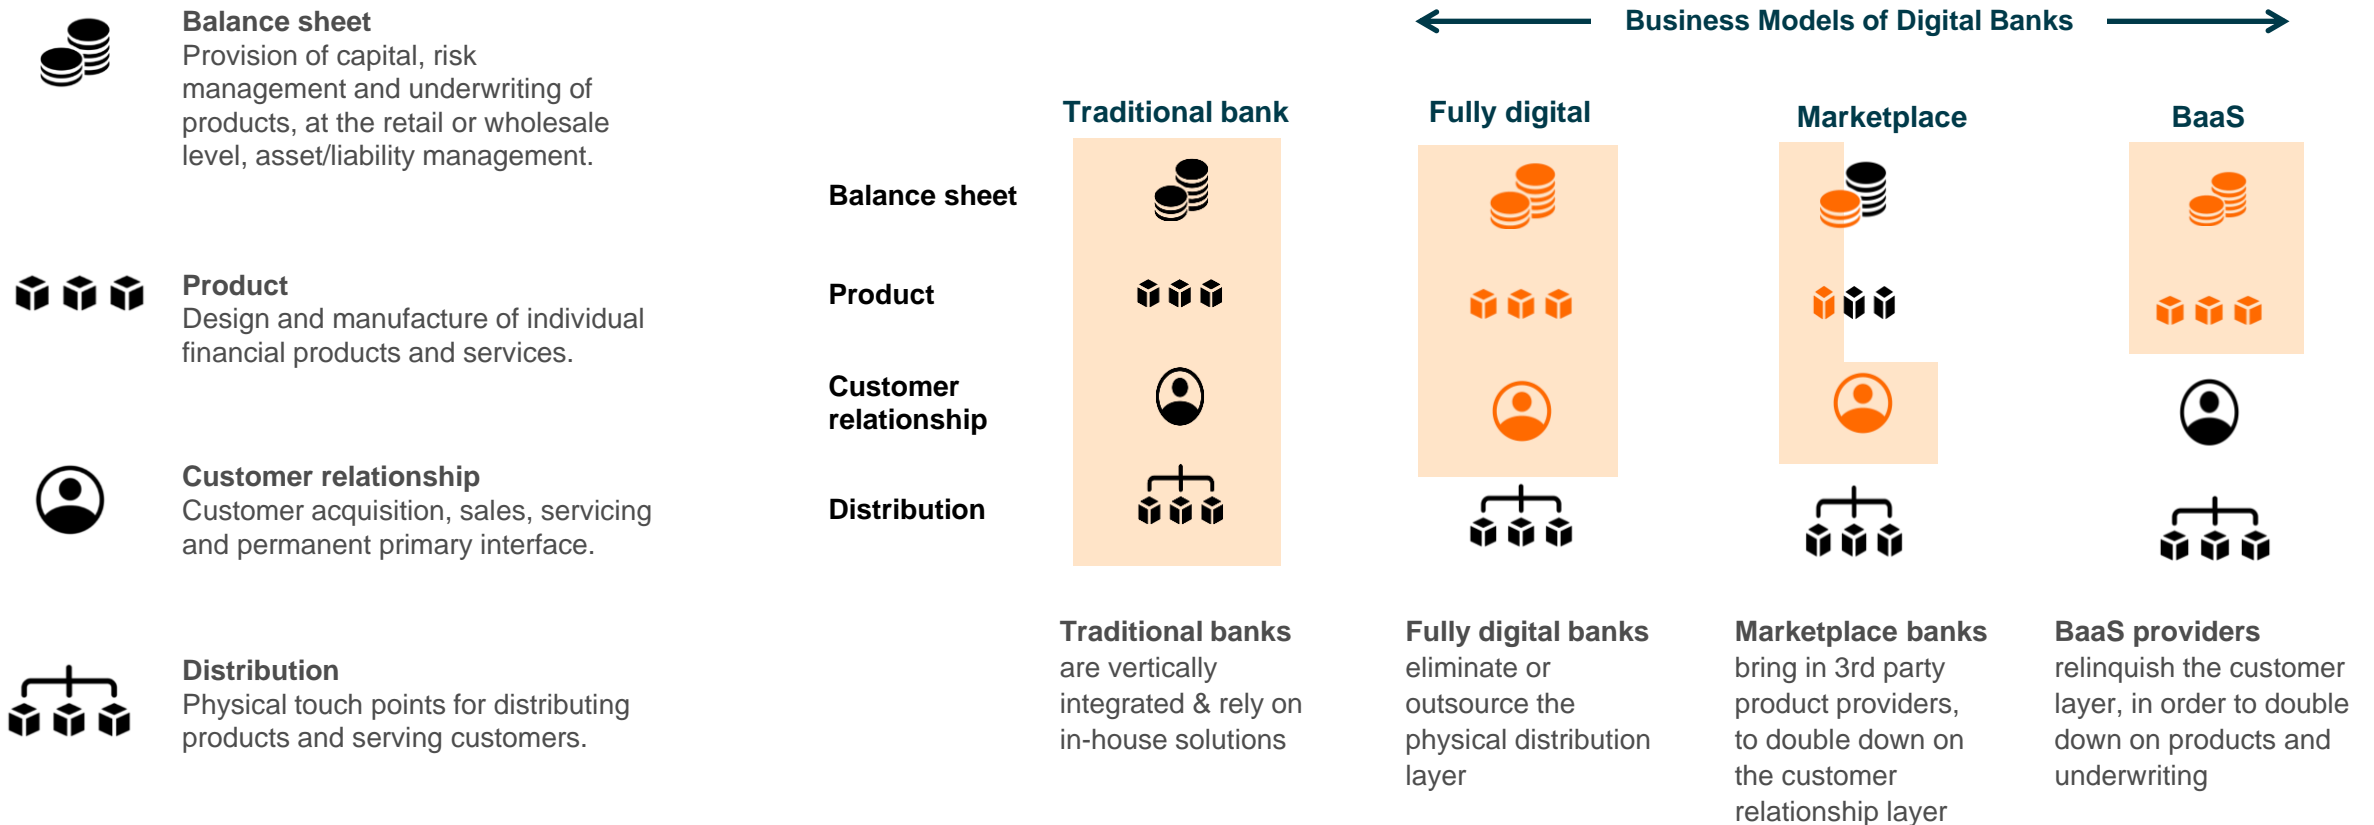 Balance sheet
Provision of capital, risk
management and underwriting of
products, at the retail or wholesale
level, asset/liability management.
Product
Design and manufacture of individual
financial products and services.
Customer relationship
Customer acquisition, sales, servicing
and permanent primary interface.
Distribution
Physical touch points for distributing
products and serving customers.
Business Models of Digital Banks
Traditional bank
Fully digital
Marketplace
BaaS
Balance sheet
Product
Customer
relationship
Distribution
Traditional banks
are vertically
integrated & rely on
in-house solutions
Fully digital banks
eliminate or
outsource the
physical distribution
layer
Marketplace banks
bring in 3rd party
product providers,
to double down on
the customer
relationship layer
BaaS providers
relinquish the customer
layer, in order to double
down on products and
underwriting